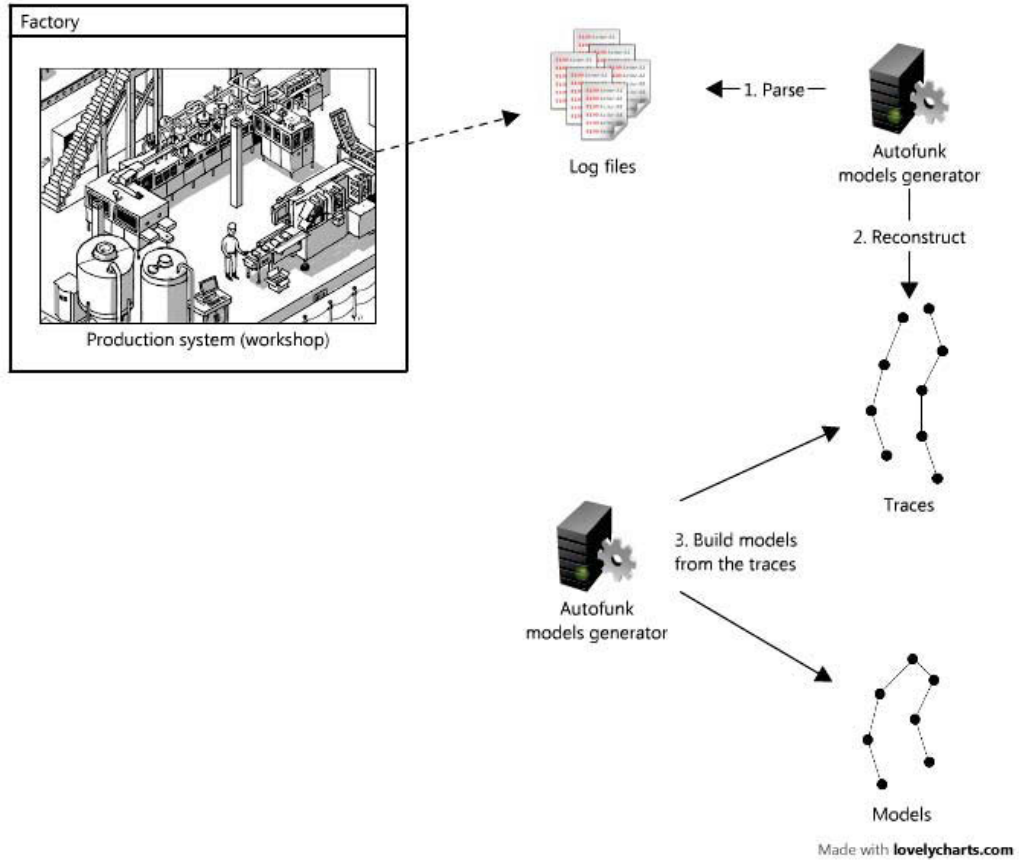 Factory
Production system (workshop)
Log files
1. Parse
Autofunk
models generator
2. Reconstruct
Traces
3. Build models
from the traces
Autofunk
models generator
Models
Made with lovelycharts.com